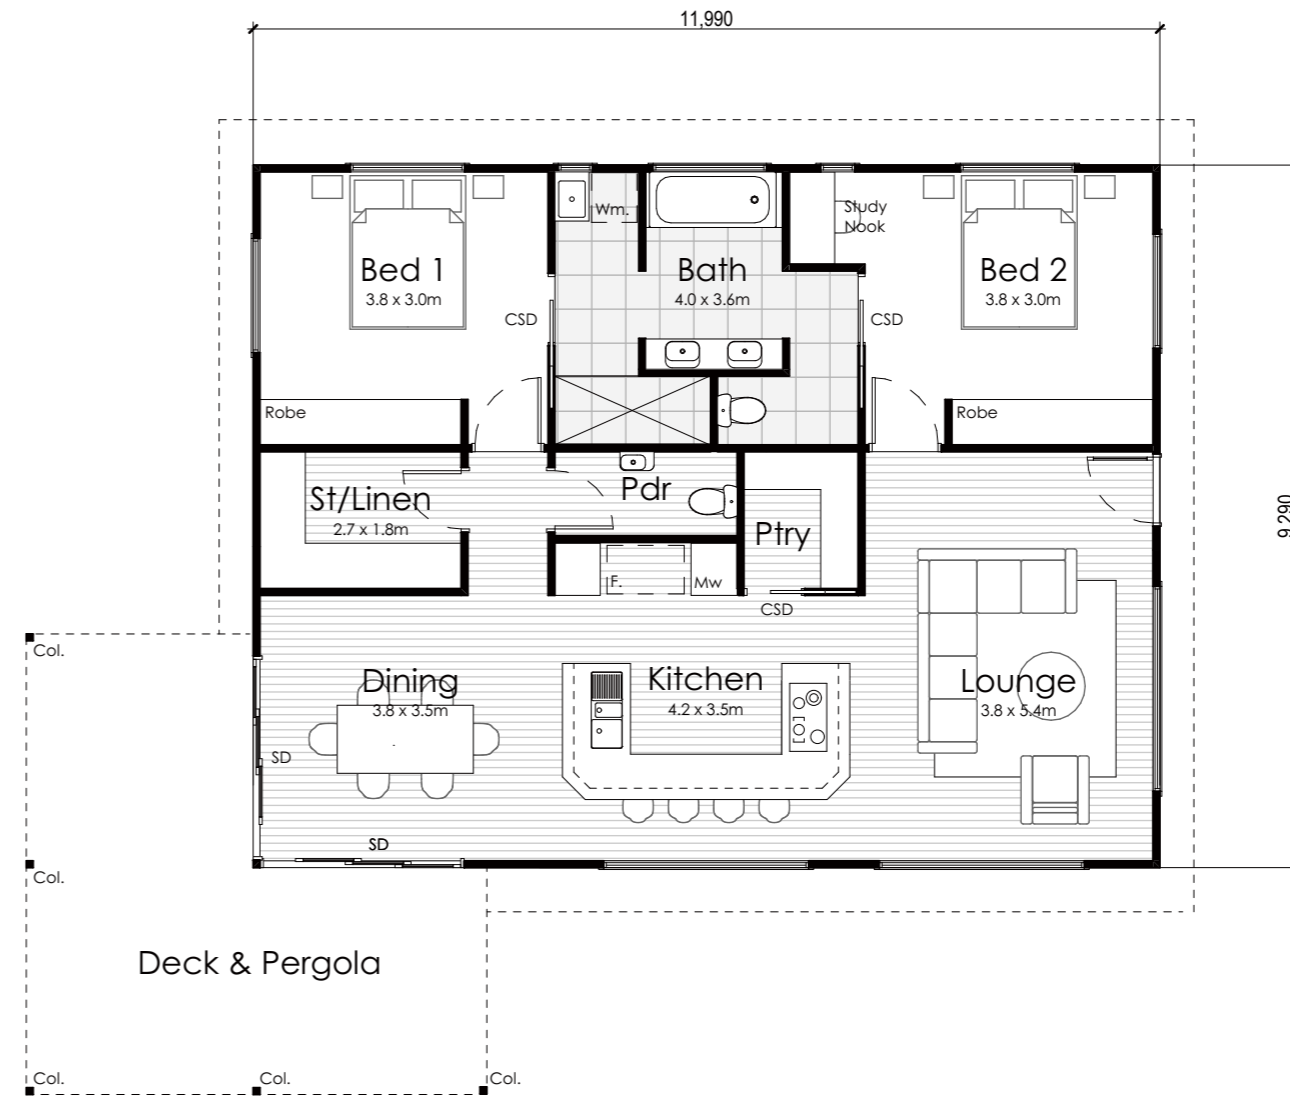 11,990
Wm.
Study
Nook
Bed 1
3.8 x 3.0m
Bath
4.0 x 3.6m
Bed 2
3.8 x 3.0m
CSD
CSD
Robe
Robe
St/Linen
2.7 x 1.8m
Pdr
Ptry
9,290
F.
Mw
CSD
Col.
Dining
3.8 x 3.5m
Kitchen
4.2 x 3.5m
Lounge
3.8 x 5.4m
SD
SD
Col.
Deck & Pergola
Col.
Col.
Col.